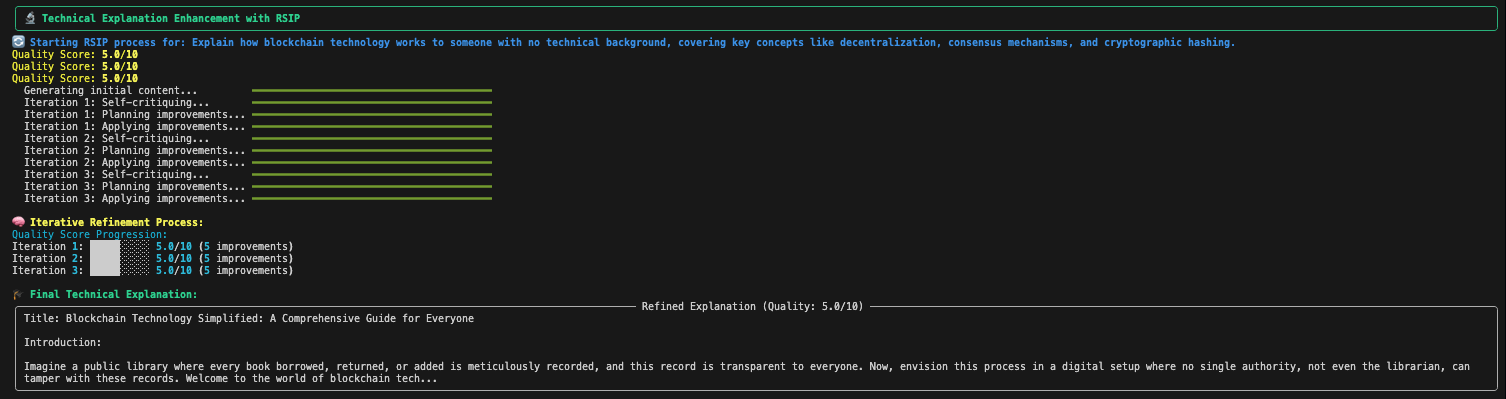 🔬 Technical Explanation Enhancement with RSIP
🔄 Starting RSIP process for: Explain how blockchain technology works to someone with no technical background, covering key concepts like decentralization, consensus mechanisms, and cryptographic hashing.
Quality Score: 5.0/10
Quality Score: 5.0/10
Quality Score: 5.0/10
Generating initial content...
Iteration 1: Self-critiquing...
Iteration 1: Planning improvements...
Iteration 1: Applying improvements...
Iteration 2: Self-critiquing...
Iteration 2: Planning improvements...
Iteration 2: Applying improvements...
Iteration 3: Self-critiquing...
Iteration 3: Planning improvements...
Iteration 3: Applying improvements...
🧠 Iterative Refinement Process:
Quality Score Progression:
Iteration 1: █████░░░░░ 5.0/10 (5 improvements)
Iteration 2: █████░░░░░ 5.0/10 (5 improvements)
Iteration 3: █████░░░░░ 5.0/10 (5 improvements)
🎓 Final Technical Explanation:
Refined Explanation (Quality: 5.0/10)
Title: Blockchain Technology Simplified: A Comprehensive Guide for Everyone
Introduction:
Imagine a public library where every book borrowed, returned, or added is meticulously recorded, and this record is transparent to everyone. Now, envision this process in a digital setup where no single authority, not even the librarian, can
tamper with these records. Welcome to the world of blockchain tech...